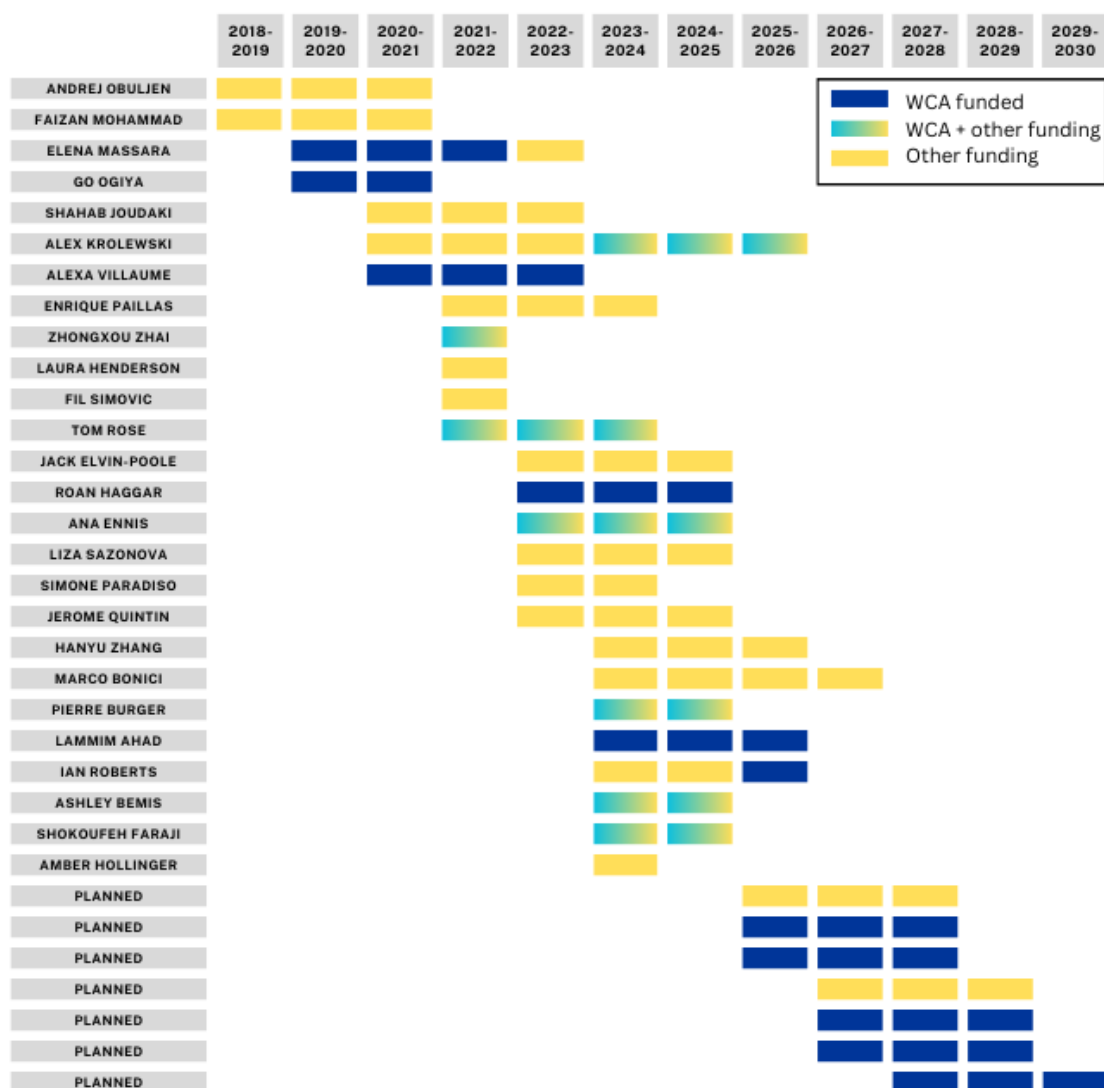 2018-
2019
2019-
2020
2020-
2021
2021-
2022
2022-
2023
2023-
2024
2024-
2025
2025-
2026
2026-
2027
2027-
2028
2028-
2029
2029-
2030
WCA funded
WCA + other funding
Other funding
ANDREJ OBULJEN
FAIZAN MOHAMMAD
ELENA MASSARA
GO OGIYA
SHAHAB JOUDAKI
ALEX KROLEWSKI
ALEXA VILLAUME
ENRIQUE PAILLAS
ZHONGXOU ZHAI
LAURA HENDERSON
FIL SIMOVIC
TOM ROSE
JACK ELVIN-POOLE
ROAN HAGGAR
ANA ENNIS
LIZA SAZONOVA
SIMONE PARADISO
JEROME QUINTIN
HANYU ZHANG
MARCO BONICI
PIERRE BURGER
LAMMIM AHAD
IAN ROBERTS
ASHLEY BEMIS
SHOKOUFEH FARAJI
AMBER HOLLINGER
PLANNED
PLANNED
PLANNED
PLANNED
PLANNED
PLANNED
PLANNED